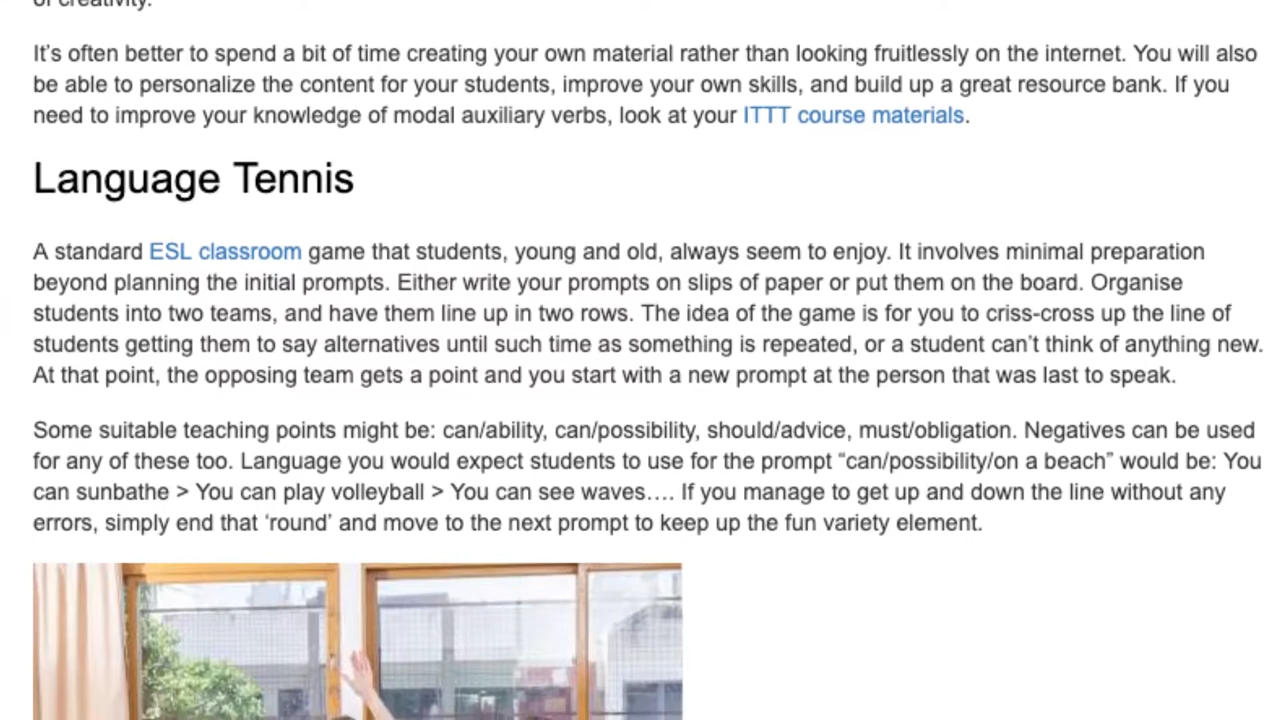 of creativity.
It’s often better to spend a bit of time creating your own material rather than looking fruitlessly on the internet. You will also
be able to personalize the content for your students, improve your own skills, and build up a great resource bank. If you
need to improve your knowledge of modal auxiliary verbs, look at your ITTT course materials.
Language Tennis
A standard ESL classroom game that students, young and old, always seem to enjoy. It involves minimal preparation
beyond planning the initial prompts. Either write your prompts on slips of paper or put them on the board. Organise
students into two teams, and have them line up in two rows. The idea of the game is for you to criss-cross up the line of
students getting them to say alternatives until such time as something is repeated, or a student can’t think of anything new.
At that point, the opposing team gets a point and you start with a new prompt at the person that was last to speak.
Some suitable teaching points might be: can/ability, can/possibility, should/advice, must/obligation. Negatives can be used
for any of these too. Language you would expect students to use for the prompt “can/possibility/on a beach” would be: You
can sunbathe > You can play volleyball > You can see waves…. If you manage to get up and down the line without any
errors, simply end that ‘round’ and move to the next prompt to keep up the fun variety element.